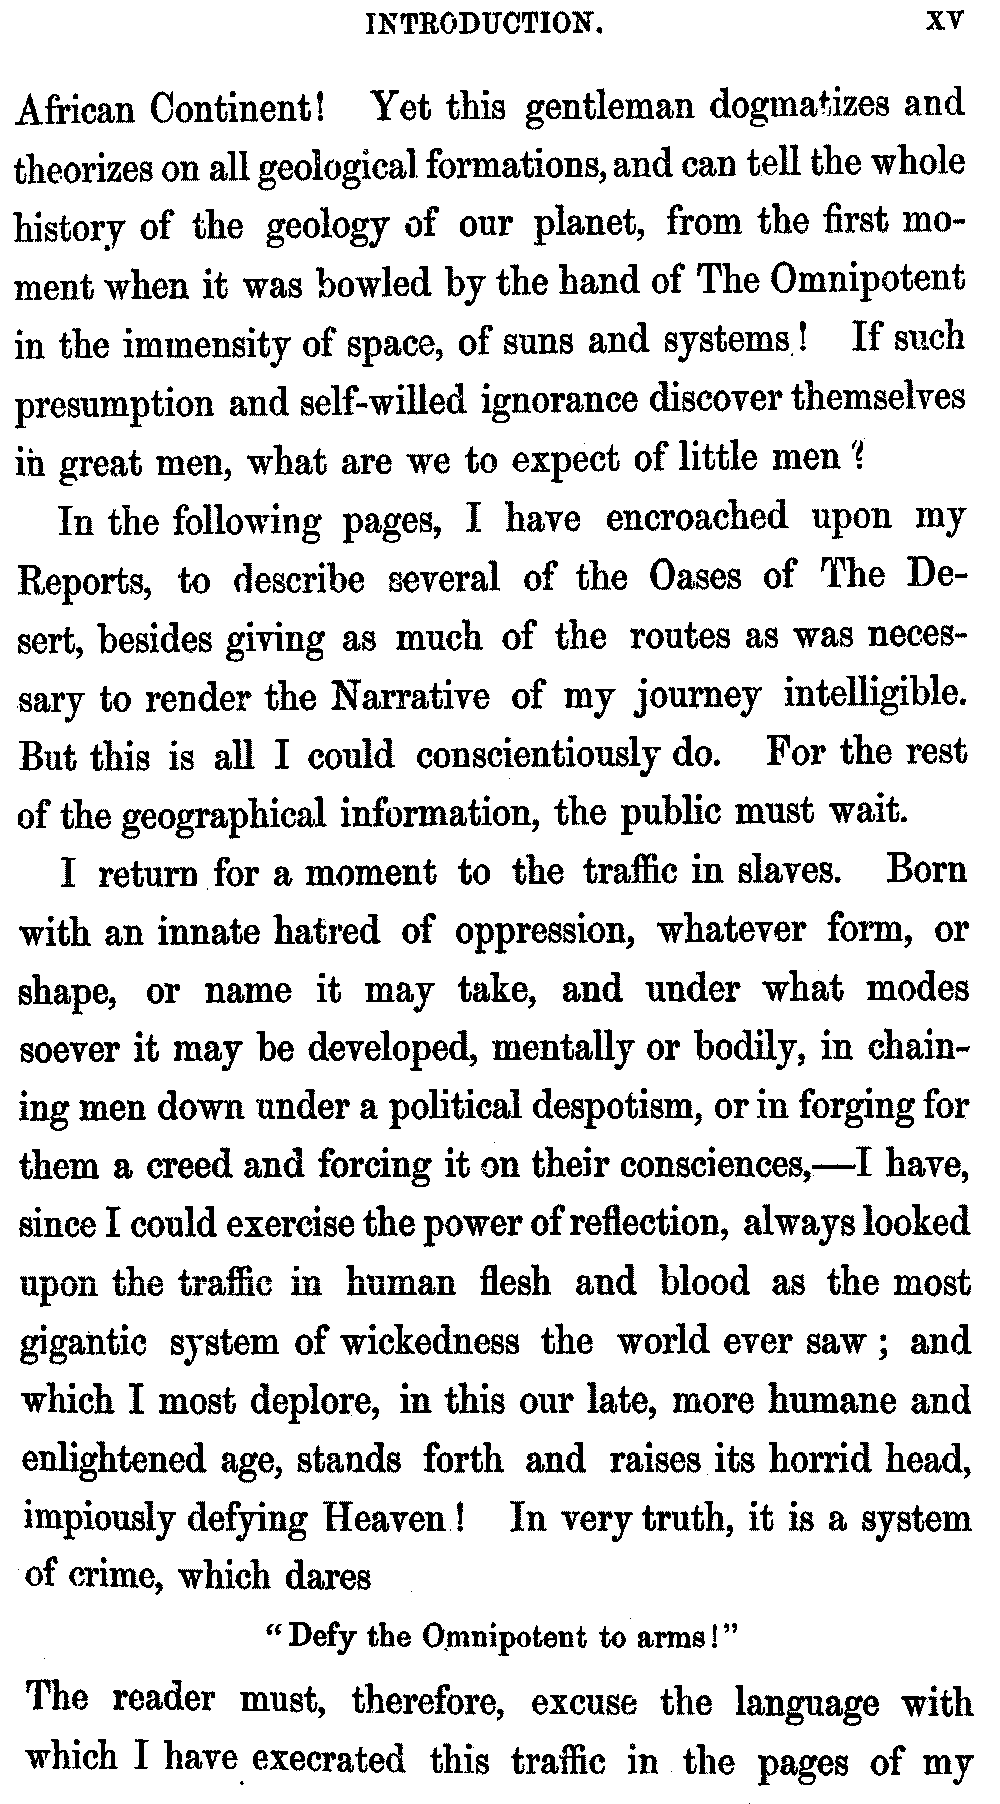 INTRODUCTION. XV
African Continent! Yet this gentleman dogmatizes and
theorizes on all geological formations, and can tell the whole
history of the geology of our planet, from the first mo-
ment when it was bowled by the hand of The Omnipotent
in the immensity of space, of suns and systems! If such
presumption and self-willed ignorance discover themselves
in great men, what are we to expect of little men?
In the following pages, I have encroached upon my
Reports, to describe several of the Oases of The De-
sert, besides giving as much of the routes as was neces-
sary to render the Narrative of my journey intelligible.
But this is all I could conscientiously do. For the rest
of the geographical information, the public must wait.
I return for a moment to the traffic in slaves. Born
with an innate hatred of oppression, whatever form, or
shape, or name it may take, and under what modes
soever it may be developed, mentally or bodily, in chain-
ing men down under a political despotism, or in forging for
them a creed and forcing it on their consciences,—I have,
since I could exercise the power of reflection, always looked
upon the traffic in human flesh and blood as the most
gigantic system of wickedness the world ever saw; and
which I most deplore, in this our late, more humane and
enlightened age, stands forth and raises its horrid head,
impiously defying Heaven! In very truth, it is a system
of crime, which dares
“Defy the Omnipotent to arms!”
The reader must, therefore, excuse the language with
which I have execrated this traffic in the pages of my